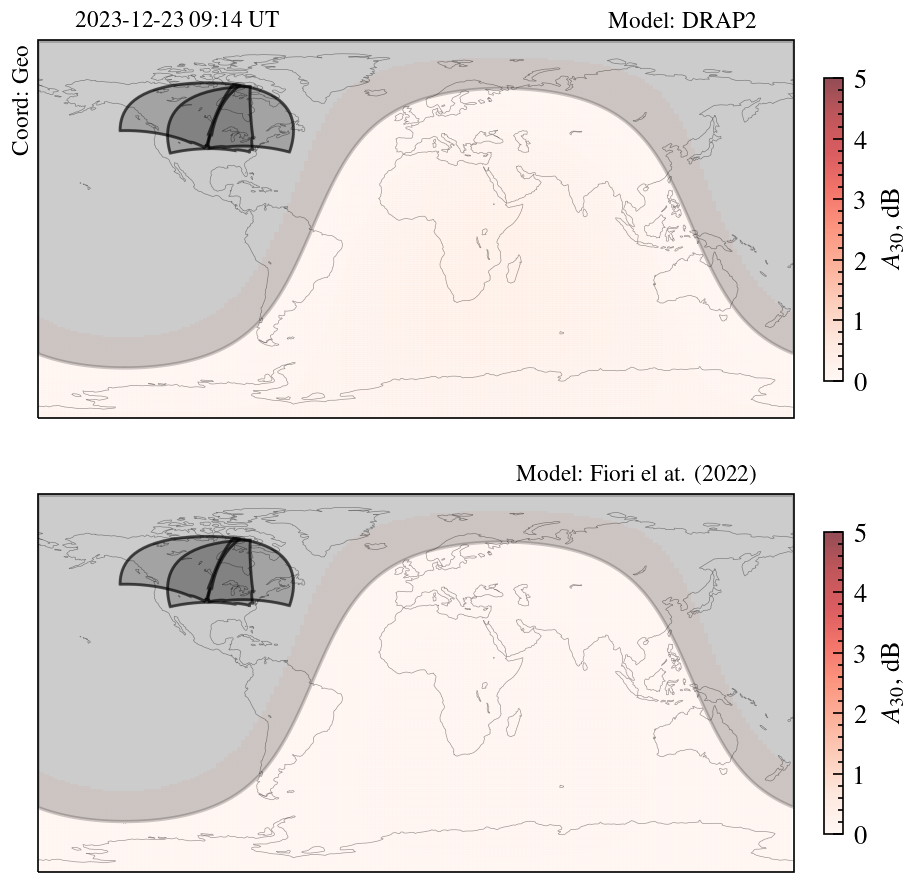 2023-12-23 09:14 UT
Model: DRAP2
Coord: Geo
5
4
3
2
1
0
A30, dB
Model: Fiori el at. (2022)
5
4
3
2
1
0
A30, dB